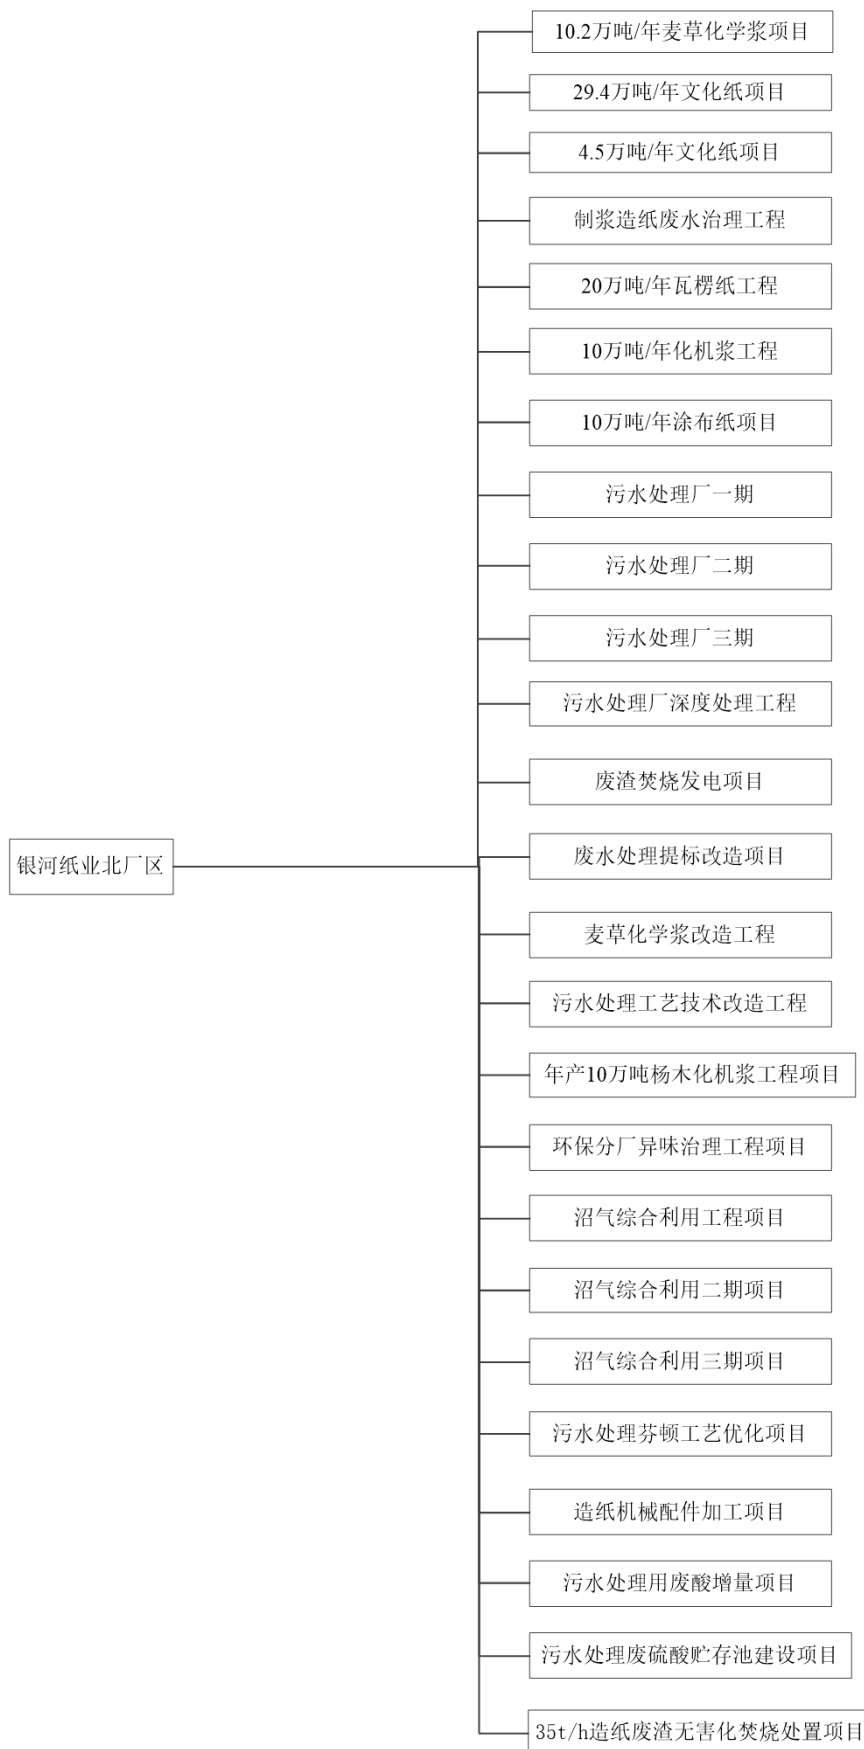 10.2万吨/年麦草化学浆项目
29.4万吨/年文化纸项目
4.5万吨/年文化纸项目
制浆造纸废水治理工程
20万吨/年瓦楞纸工程
10万吨/年化机浆工程
10万吨/年涂布纸项目
污水处理厂一期
污水处理厂二期
污水处理厂三期
污水处理厂深度处理工程
废渣焚烧发电项目
银河纸业北厂区
废水处理提标改造项目
麦草化学浆改造工程
污水处理工艺技术改造工程
年产10万吨杨木化机浆工程项目
环保分厂异味治理工程项目
沼气综合利用工程项目
沼气综合利用二期项目
沼气综合利用三期项目
污水处理芬顿工艺优化项目
造纸机械配件加工项目
污水处理用废酸增量项目
污水处理废硫酸贮存池建设项目
35t/h造纸废渣无害化焚烧处置项目